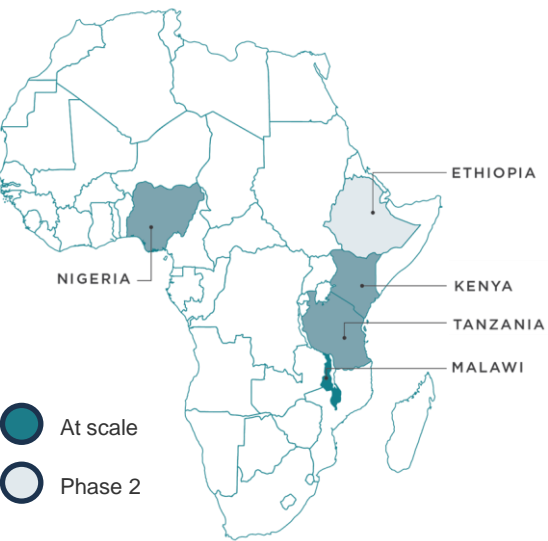 ETHIOPIA
NIGERIA
KENYA
TANZANIA
MALAWI
At scale
Phase 2